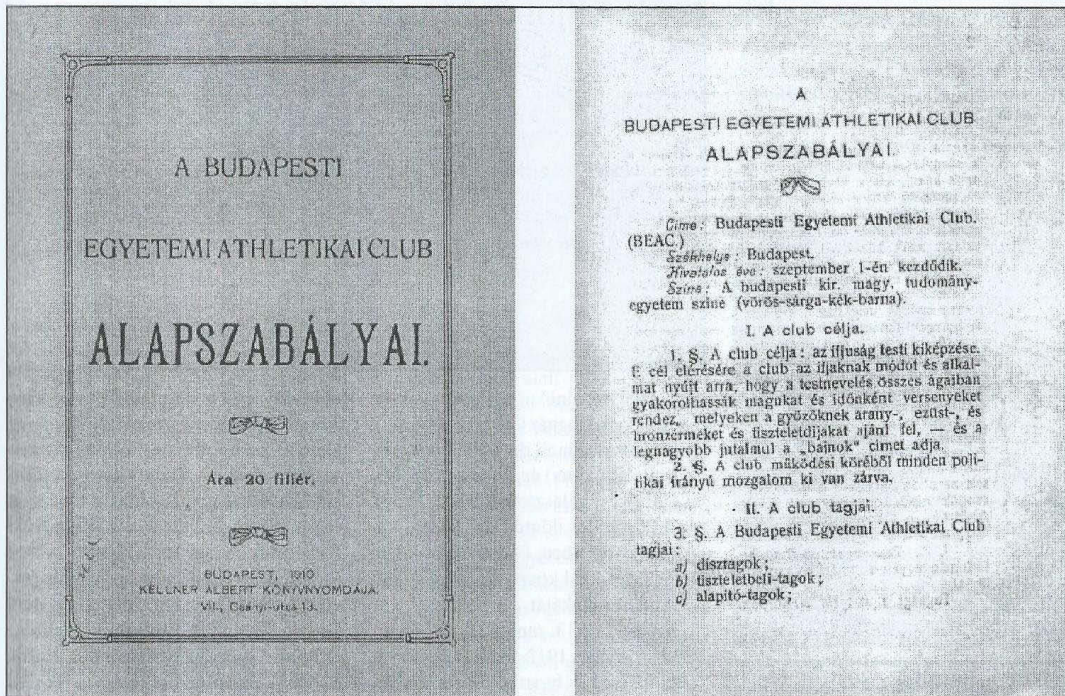 A BUDAPESTI
EGYETEMI ATHLETIKAI CLUB
ALAPSZABÁLYAI.
Ára 20 fillér.
BUDAPEST, 1910
KELLNER ALBERT KÖNYVNYOMDÁJA.
VII., Csányi-utca 13.
A
BUDAPESTI EGYETEMI ATHLETIKAI CLUB
ALAPSZABÁLYAI.
Címe: Budapesti Egyetemi Athletikai Club.
(BEAC.)
Székhelye: Budapest.
Hivatalos éve: szeptember 1-én kezdődik.
Színe: A budapesti kir. magy. tudomány-
egyetem színe (vörös-sárga-kék-barna).
I. A club célja.
1. §. A club célja: az ifjuság testi kiképzése.
E cél elérésére a club az ifjaknak módot és alkal-
mat nyújt arra, hogy a testnevelés összes ágaiban
gyakorolhassák magukat és időnként versenyeket
rendez, melyeken a győzőknek arany-, ezüst-, és
bronzérmeket és tiszteletdíjakat ajánl fel, — és a
legnagyobb jutalmul a „bajnok" címet adja.
2. §. A club működési köréből minden poli-
tikai irányú mozgalom ki van zárva.
II. A club tagjai.
3. §. A Budapesti Egyetemi Athletikai Club
tagjai:
a) dísztagok;
b) tiszteletbeli-tagok;
c) alapító-tagok;